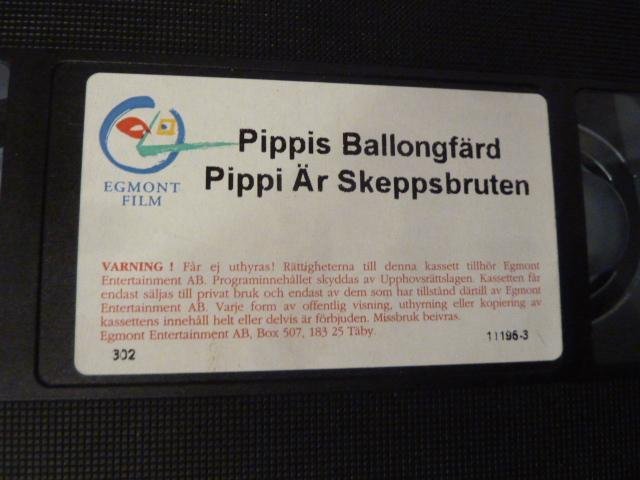 Pippis Ballongfärd
Pippi Är Skeppsbruten
EGMONT
FILM
VARNING ! Får ej uthyras! Rättigheterna till denna kassett tillhör Egmont
Entertainment AB. Programinnehållet skyddas av Upphovsrättslagen. Kassetten får
endast säljas till privat bruk och endast av dem som har tillstånd därtill av Egmont
Entertainment AB. Varje form av offentlig visning, uthyrning eller kopiering av
kassettens innehåll helt eller delvis är förbjuden. Missbruk beivras.
Egmont Entertainment AB, Box 507, 183 25 Täby.
302
11196-3